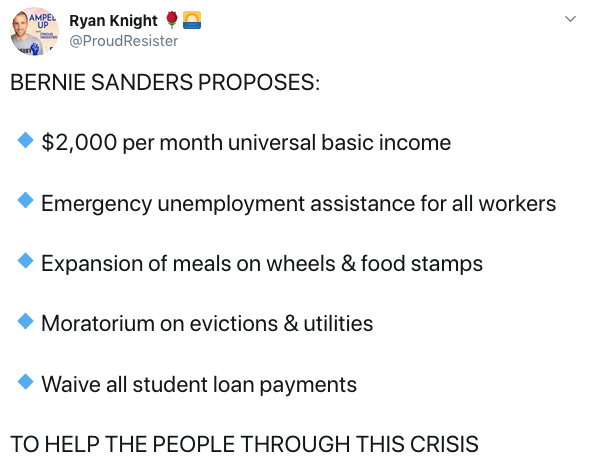 AMPED
UP
Ryan Knight 🌹 🌅
@ProudResister
BERNIE SANDERS PROPOSES:
🔹 $2,000 per month universal basic income
🔹 Emergency unemployment assistance for all workers
🔹 Expansion of meals on wheels & food stamps
🔹 Moratorium on evictions & utilities
🔹 Waive all student loan payments
TO HELP THE PEOPLE THROUGH THIS CRISIS